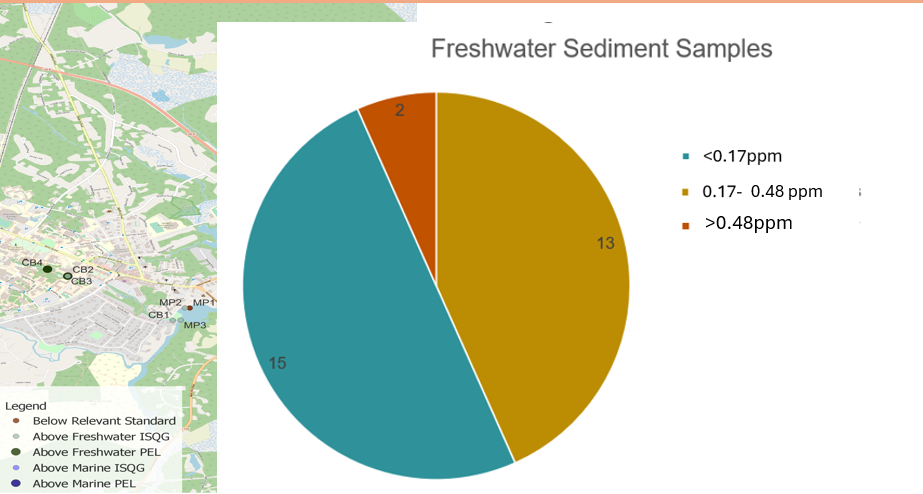 Freshwater Sediment Samples
2
13
15
<0.17ppm
0.17- 0.48 ppm
>0.48ppm
CB4
CB2
CB3
MP2
MP1
CB1
MP3
Legend
Below Relevant Standard
Above Freshwater ISQG
Above Freshwater PEL
Above Marine ISQG
Above Marine PEL